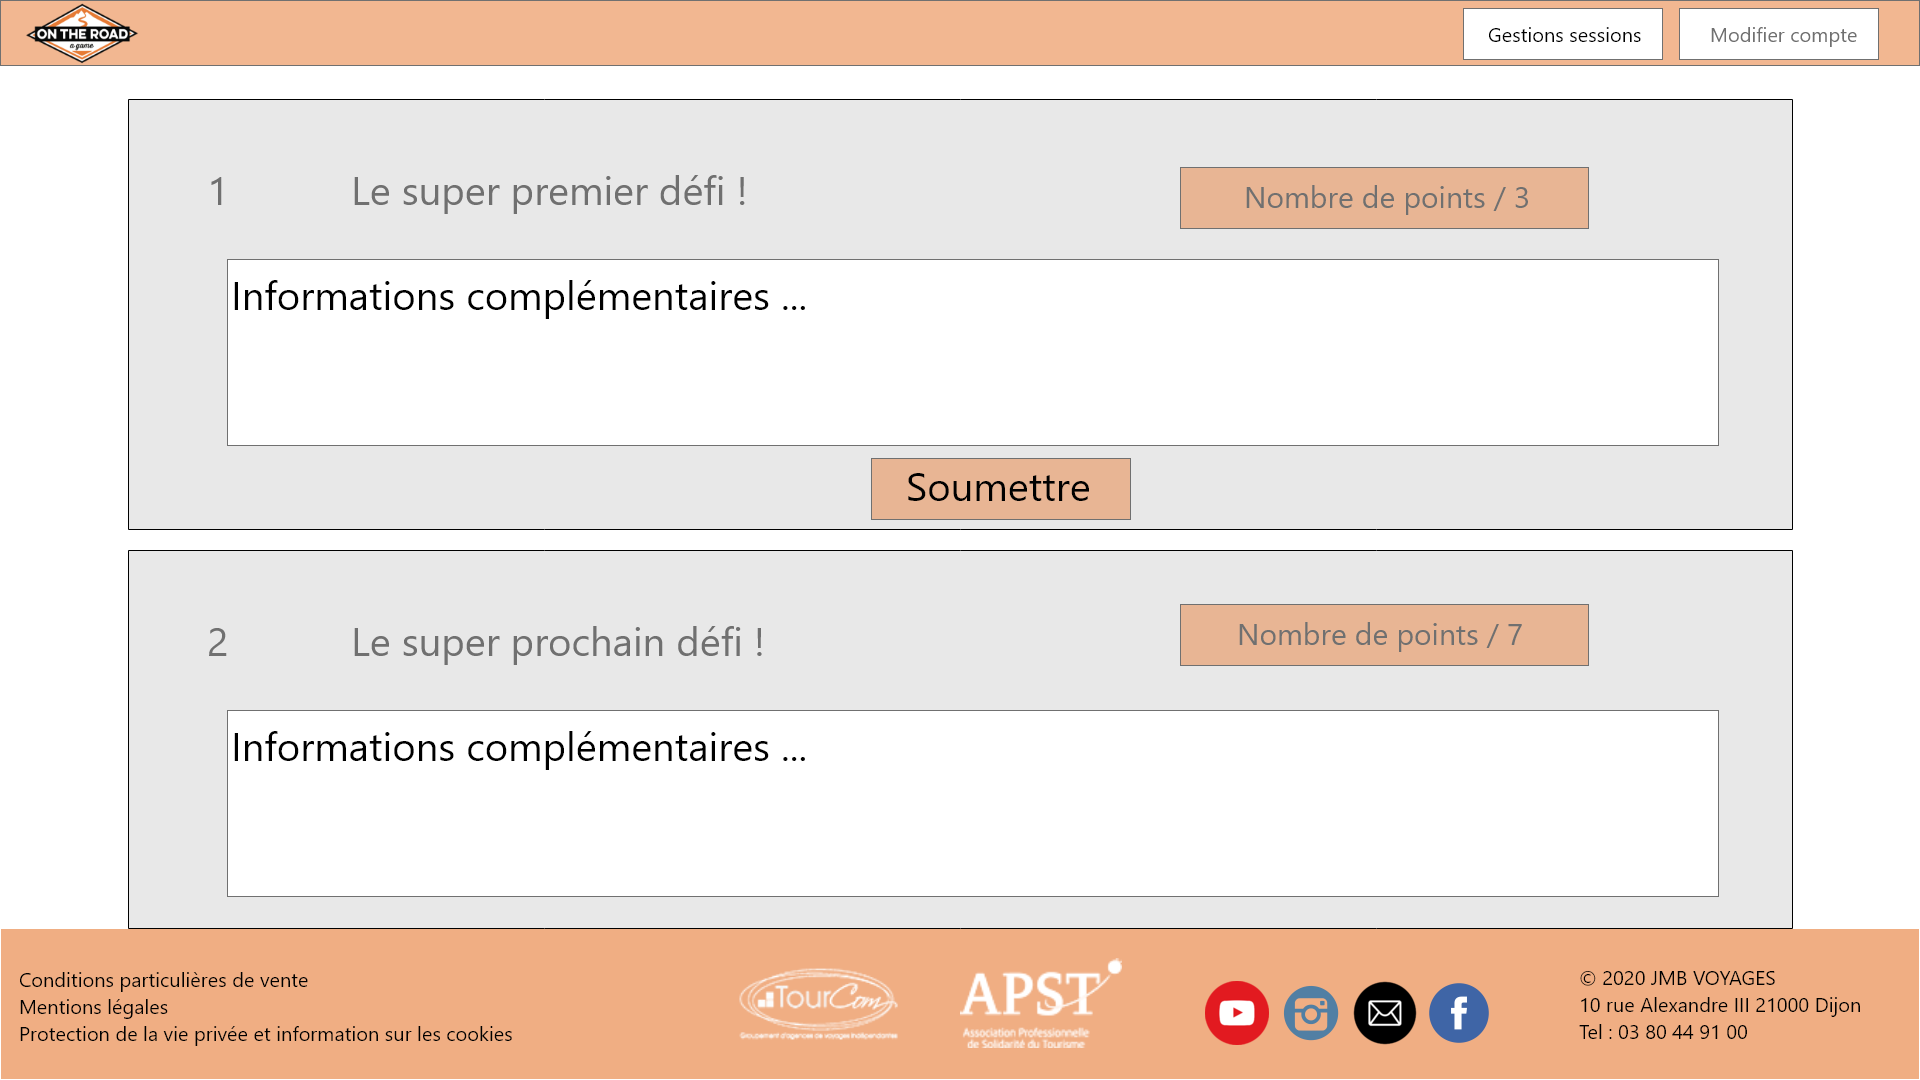 ON THE ROAD
a game
Gestions sessions
Modifier compte
1
Le super premier défi !
Nombre de points / 3
Informations complémentaires ...
Soumettre
2
Le super prochain défi !
Nombre de points / 7
Informations complémentaires ...
Conditions particulières de vente
Mentions légales
Protection de la vie privée et information sur les cookies
TourCom
Groupement d'agences de voyages indépendantes
APST
Association Professionnelle
de Solidarité du Tourisme
© 2020 JMB VOYAGES
10 rue Alexandre III 21000 Dijon
Tel : 03 80 44 91 00